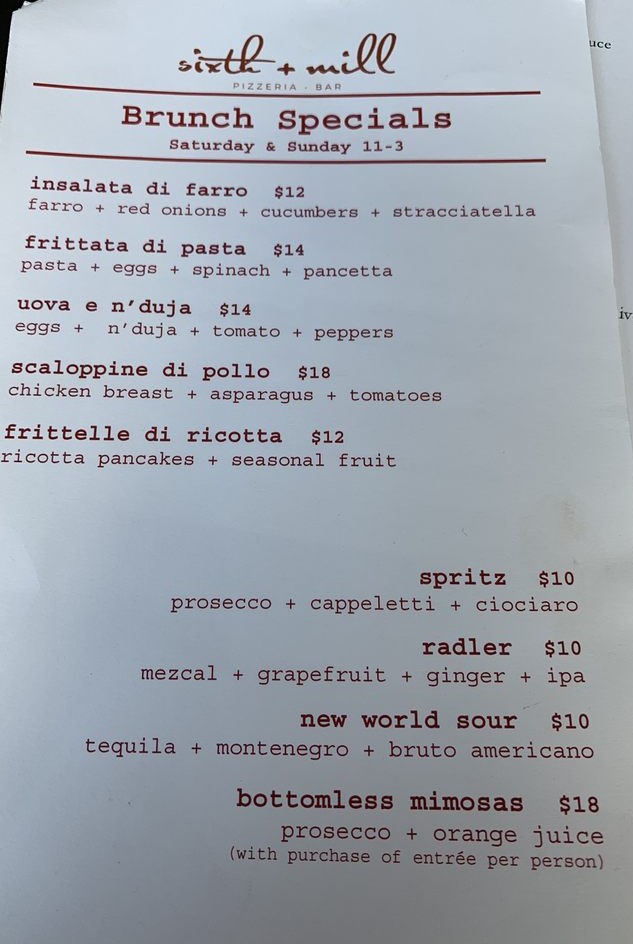 sixth + mill
PIZZERIA · BAR
Brunch Specials
Saturday & Sunday 11-3
insalata di farro $12
farro + red onions + cucumbers + stracciatella
frittata di pasta $14
pasta + eggs + spinach + pancetta
uova e n'duja $14
eggs + n'duja + tomato + peppers
scaloppine di pollo $18
chicken breast + asparagus + tomatoes
frittelle di ricotta $12
ricotta pancakes + seasonal fruit
spritz $10
prosecco + cappeletti + ciociaro
radler $10
mezcal + grapefruit + ginger + ipa
new world sour $10
tequila + montenegro + bruto americano
bottomless mimosas $18
prosecco + orange juice
(with purchase of entrée per person)